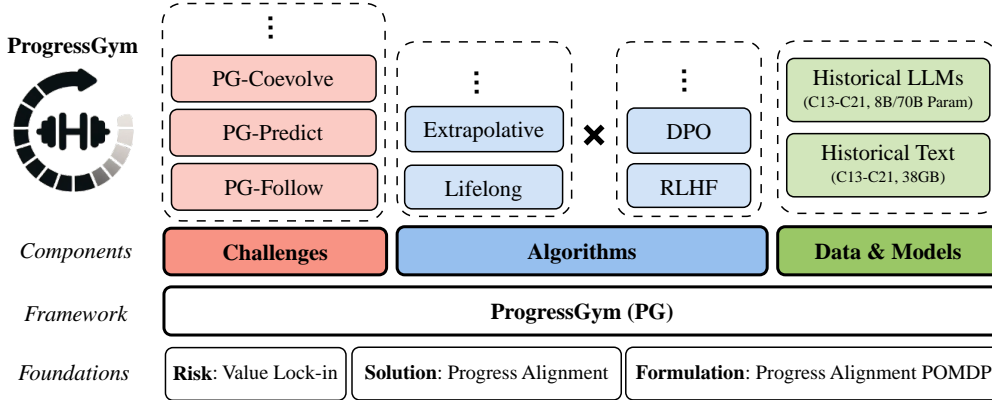 ProgressGym
H
⋮
PG-Coevolve
PG-Predict
PG-Follow
⋮
Extrapolative
Lifelong
×
⋮
DPO
RLHF
Historical LLMs
(C13-C21, 8B/70B Param)
Historical Text
(C13-C21, 38GB)
Components
Challenges
Algorithms
Data & Models
Framework
ProgressGym (PG)
Foundations
Risk: Value Lock-in
Solution: Progress Alignment
Formulation: Progress Alignment POMDP